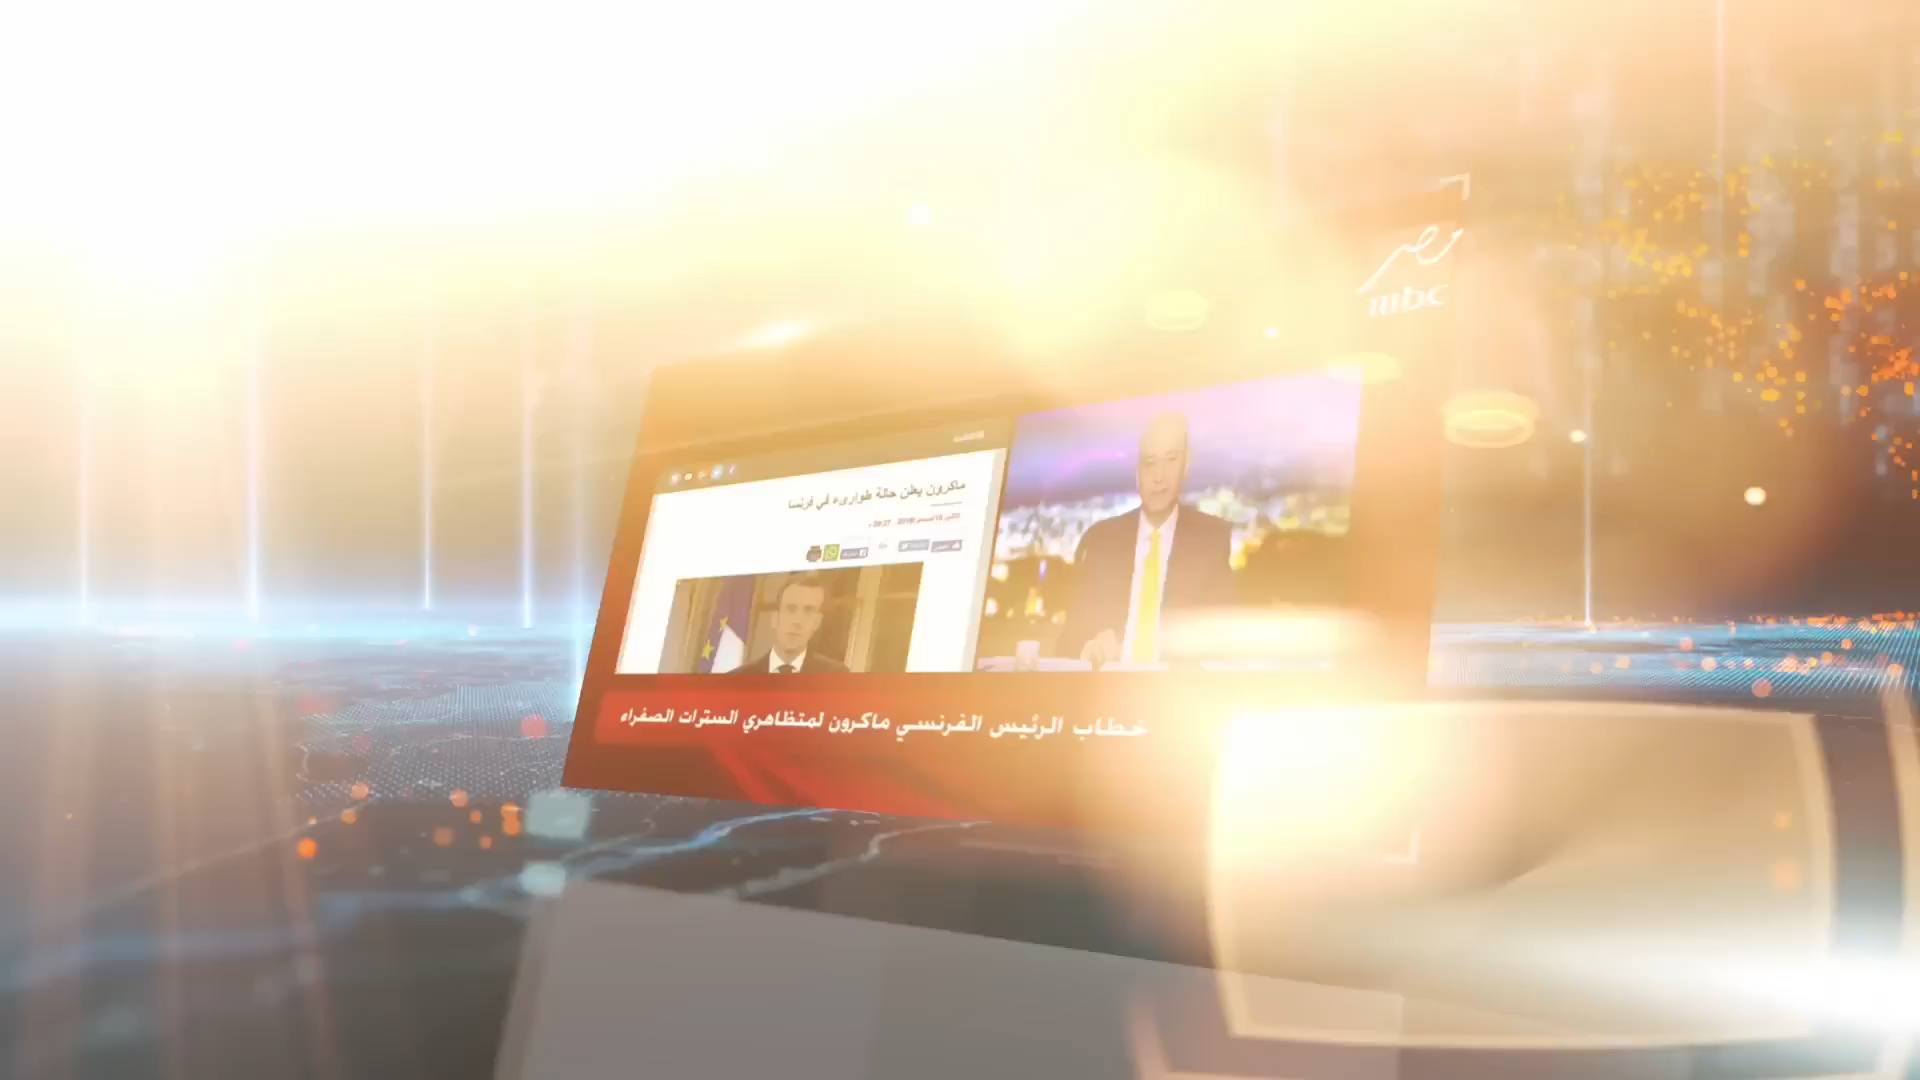 مصر
mbc
ماكرون يعلن حالة طوارىء في فرنسا
خطاب الرئيس الفرنسي ماكرون لمتظاهري السترات الصفراء